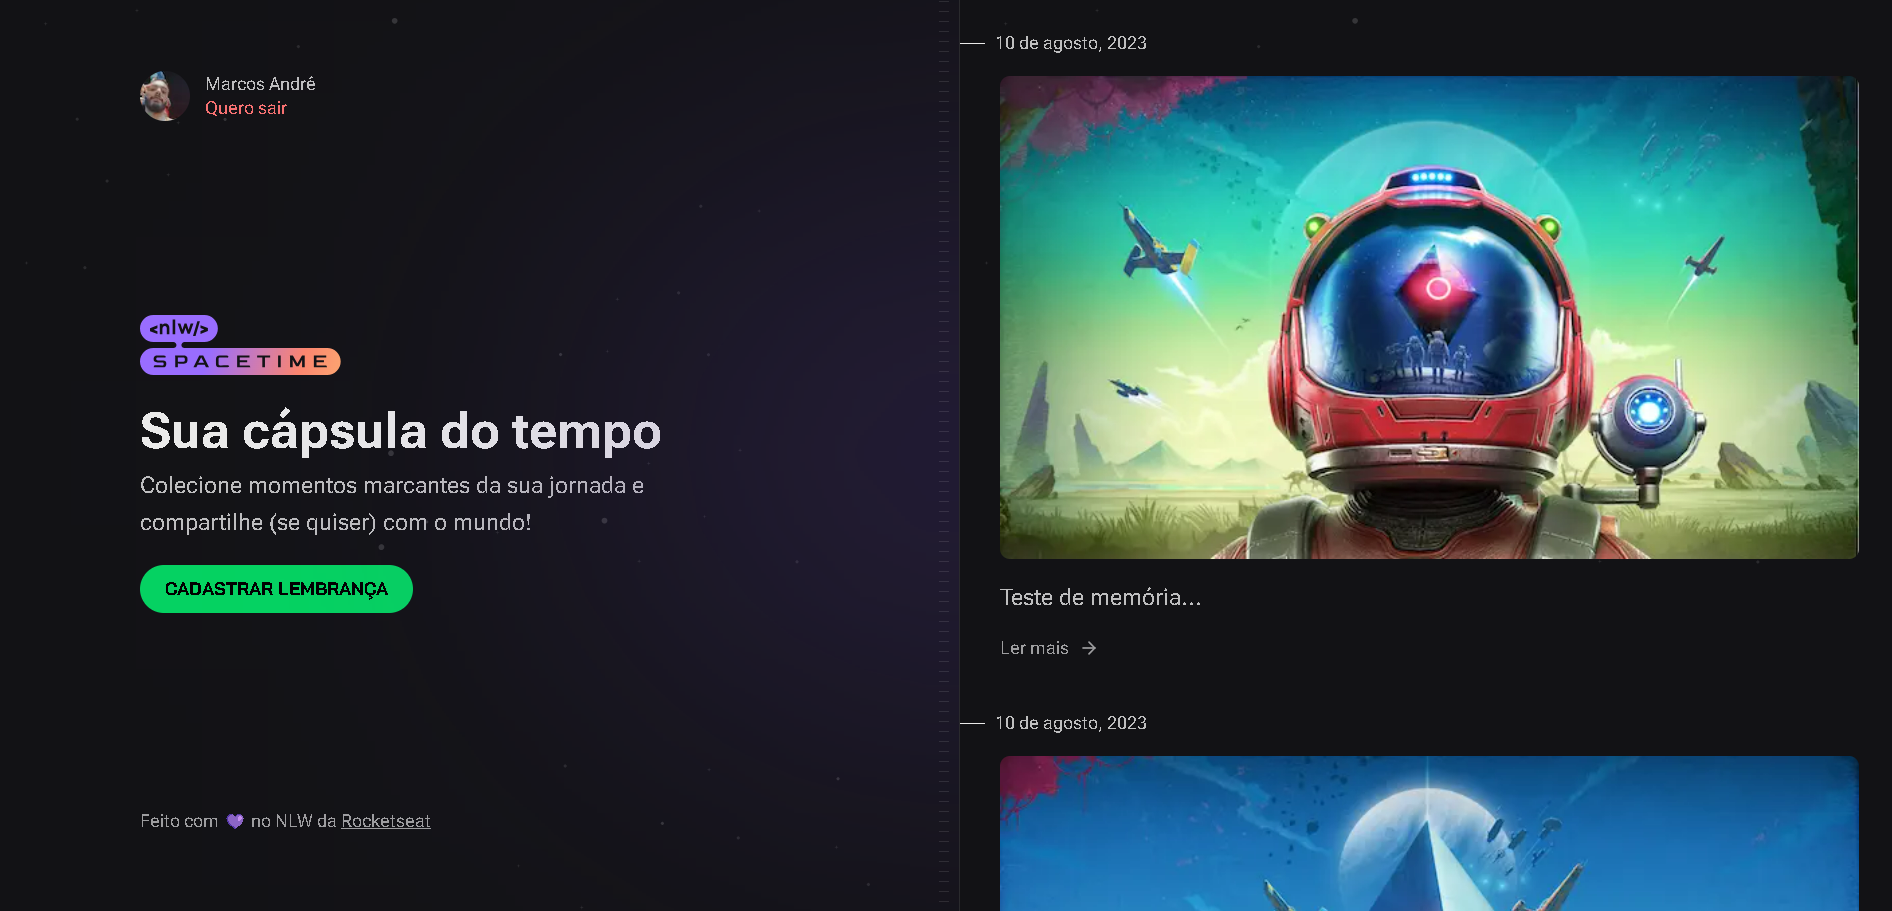 Marcos André
Quero sair
<nlw/>
SPACETIME
Sua cápsula do tempo
Colecione momentos marcantes da sua jornada e
compartilhe (se quiser) com o mundo!
CADASTRAR LEMBRANÇA
Feito com 💜 no NLW da Rocketseat
10 de agosto, 2023
Teste de memória...
Ler mais →
10 de agosto, 2023